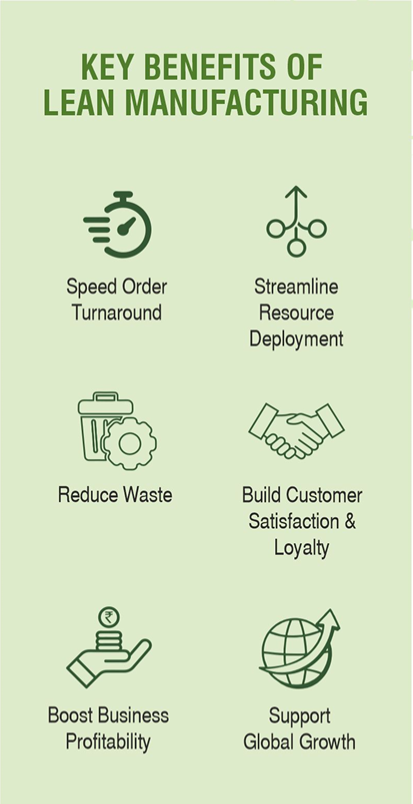 KEY BENEFITS OF
LEAN MANUFACTURING
Speed Order
Turnaround
Streamline
Resource
Deployment
Reduce Waste
Build Customer
Satisfaction &
Loyalty
₹
Boost Business
Profitability
Support
Global Growth